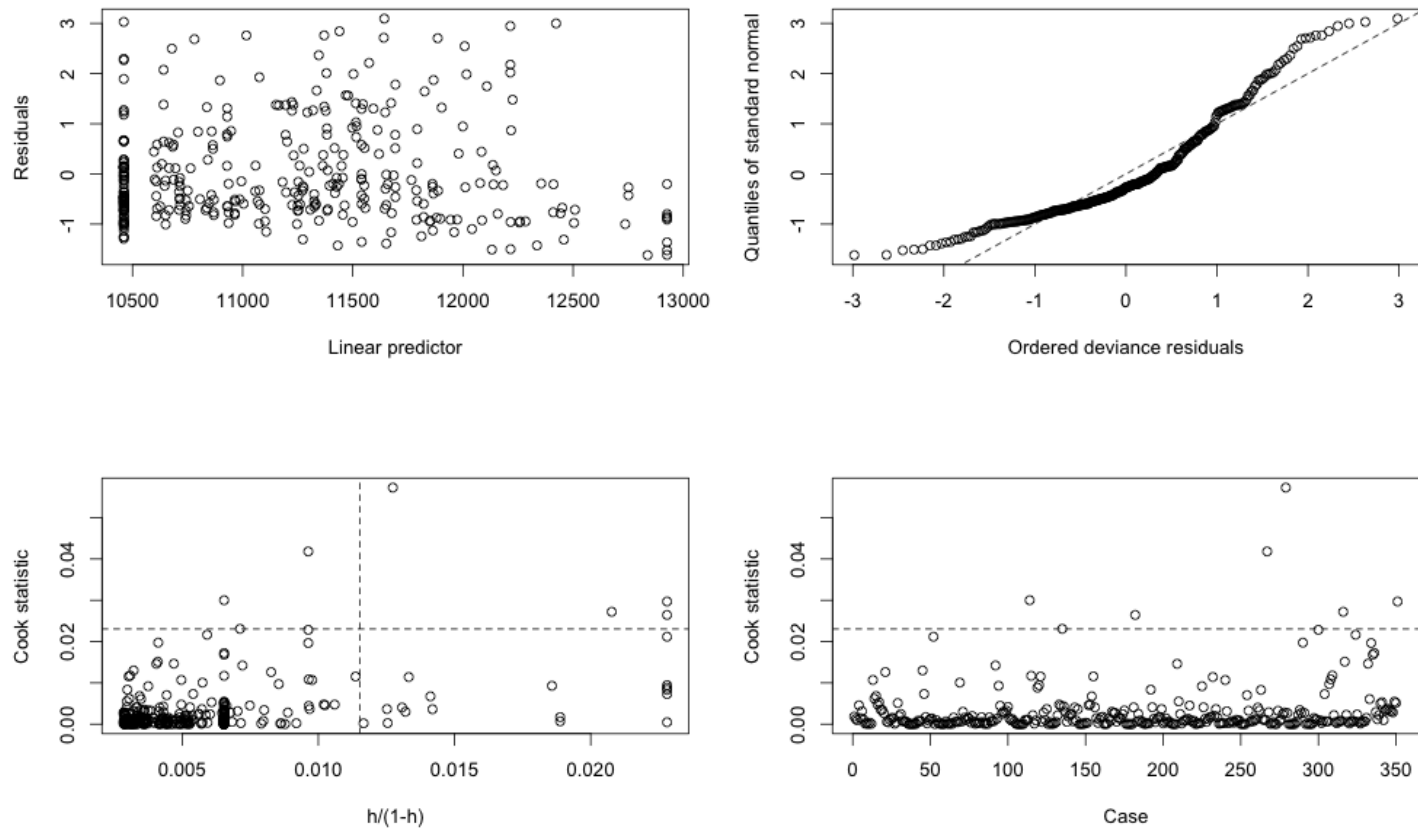 Residuals
3
2
1
0
-1
10500 11000 11500 12000 12500 13000
Linear predictor
Quantiles of standard normal
3
2
1
0
-1
-3 -2 -1 0 1 2 3
Ordered deviance residuals
Cook statistic
0.04
0.02
0.00
0.005 0.010 0.015 0.020
h/(1-h)
Cook statistic
0.04
0.02
0.00
0 50 100 150 200 250 300 350
Case